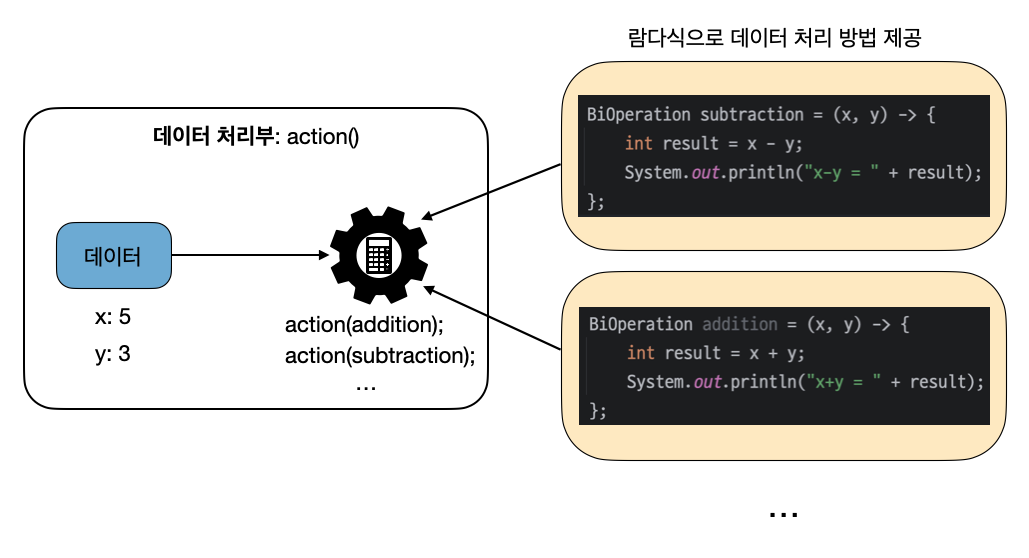 람다식으로 데이터 처리 방법 제공
데이터 처리부: action()
데이터
x: 5
y: 3
action(addition);
action(subtraction);
...
BiOperation subtraction = (x, y) -> {
int result = x - y;
System.out.println("x-y = " + result);
};
BiOperation addition = (x, y) -> {
int result = x + y;
System.out.println("x+y = " + result);
};
...